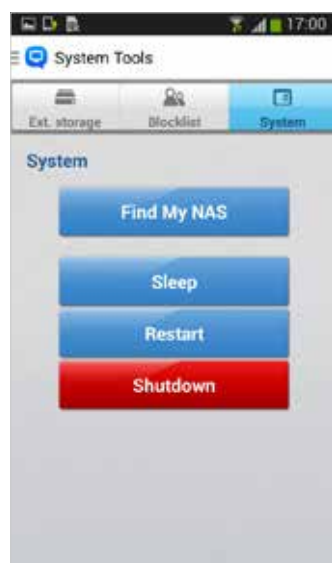 17:00
System Tools
Ext. storage Blocklist System
System
Find My NAS
Sleep
Restart
Shutdown